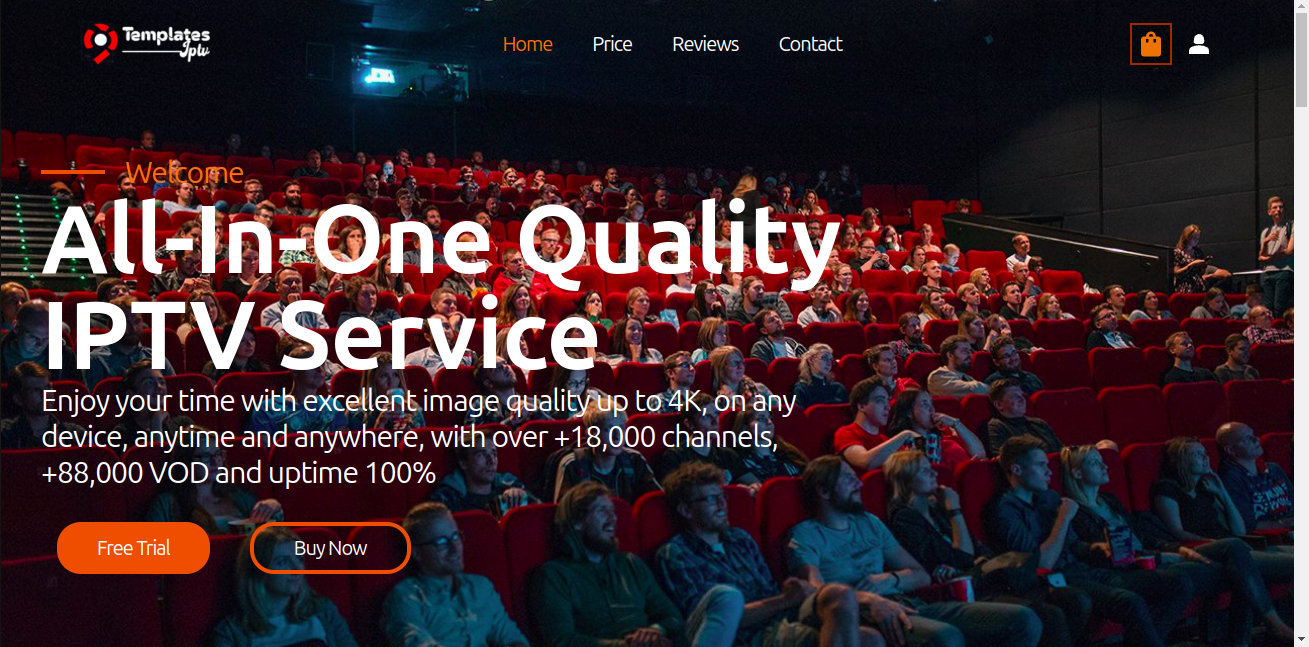 Templates
Iptv
Home
Price
Reviews
Contact
Welcome
All-In-One Quality
IPTV Service
Enjoy your time with excellent image quality up to 4K, on any
device, anytime and anywhere, with over +18,000 channels,
+88,000 VOD and uptime 100%
Free Trial
Buy Now